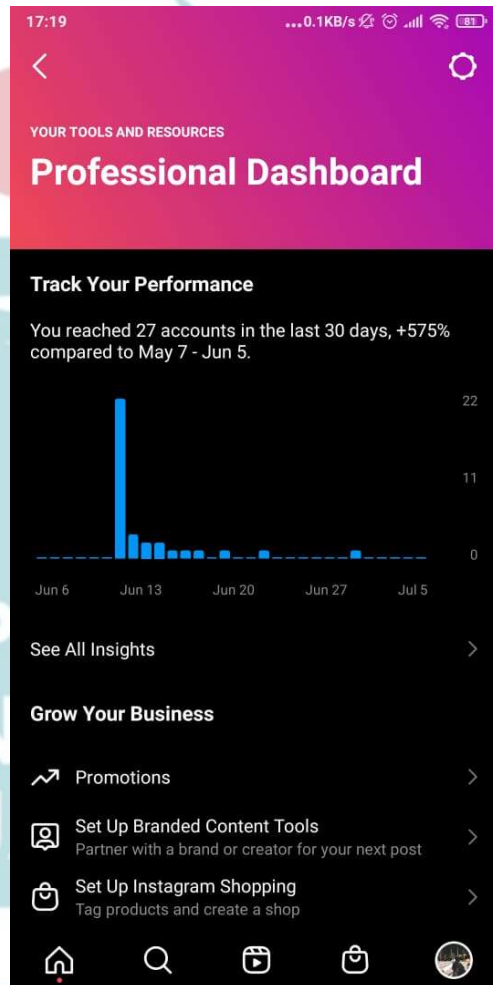 17:19
...0.1KB/s
81
YOUR TOOLS AND RESOURCES
Professional Dashboard
Track Your Performance
You reached 27 accounts in the last 30 days, +575%
compared to May 7 - Jun 5.
22
11
0
Jun 6 Jun 13 Jun 20 Jun 27 Jul 5
See All Insights
Grow Your Business
Promotions
Set Up Branded Content Tools
Partner with a brand or creator for your next post
Set Up Instagram Shopping
Tag products and create a shop